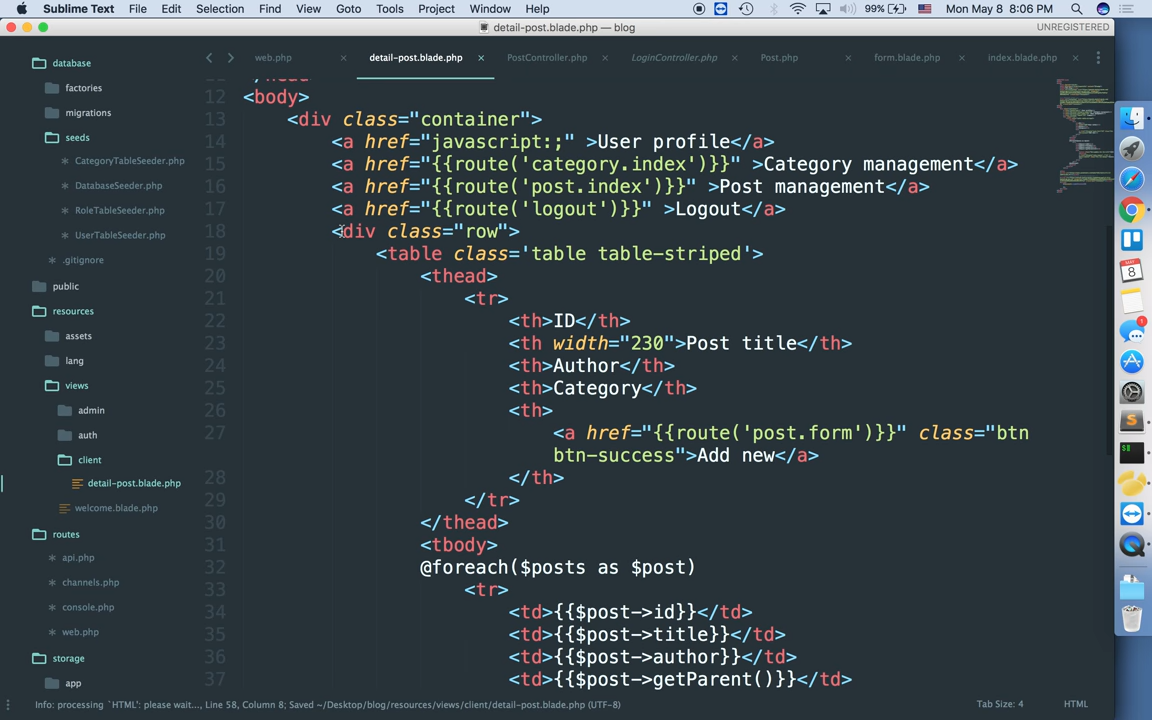 Sublime Text File Edit Selection Find View Goto Tools Project Window Help 99% Mon May 8 8:06 PM
detail-post.blade.php — blog UNREGISTERED
web.php × detail-post.blade.php × PostController.php × LoginController.php × Post.php × form.blade.php × index.blade.php ×
database
factories
migrations
seeds
CategoryTableSeeder.php
DatabaseSeeder.php
RoleTableSeeder.php
UserTableSeeder.php
.gitignore
public
resources
assets
lang
views
admin
auth
client
detail-post.blade.php
welcome.blade.php
routes
api.php
channels.php
console.php
web.php
storage
app
12 <body>
13 <div class="container">
14 <a href="javascript:;" >User profile</a>
15 <a href="{{route('category.index')}}" >Category management</a>
16 <a href="{{route('post.index')}}" >Post management</a>
17 <a href="{{route('logout')}}" >Logout</a>
18 <div class="row">
19 <table class='table table-striped'>
20 <thead>
21 <tr>
22 <th>ID</th>
23 <th width="230">Post title</th>
24 <th>Author</th>
25 <th>Category</th>
26 <th>
27 <a href="{{route('post.form')}}" class="btn
btn-success">Add new</a>
28 </th>
29 </tr>
30 </thead>
31 <tbody>
32 @foreach($posts as $post)
33 <tr>
34 <td>{{$post->id}}</td>
35 <td>{{$post->title}}</td>
36 <td>{{$post->author}}</td>
37 <td>{{$post->getParent()}}</td>
Info: processing `HTML': please wait..., Line 58, Column 8; Saved ~/Desktop/blog/resources/views/client/detail-post.blade.php (UTF-8) Tab Size: 4 HTML